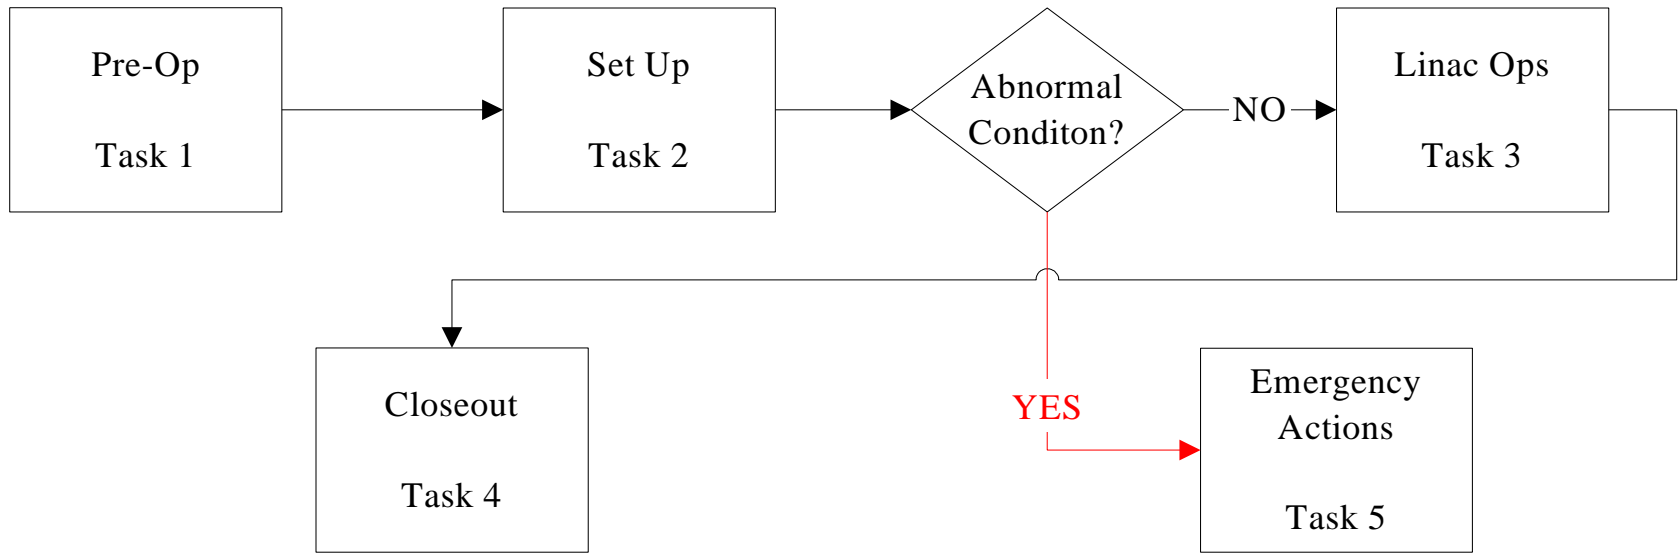 Pre-Op
Task 1
Set Up
Task 2
Abnormal
Conditon?
NO
Linac Ops
Task 3
Closeout
Task 4
YES
Emergency
Actions
Task 5